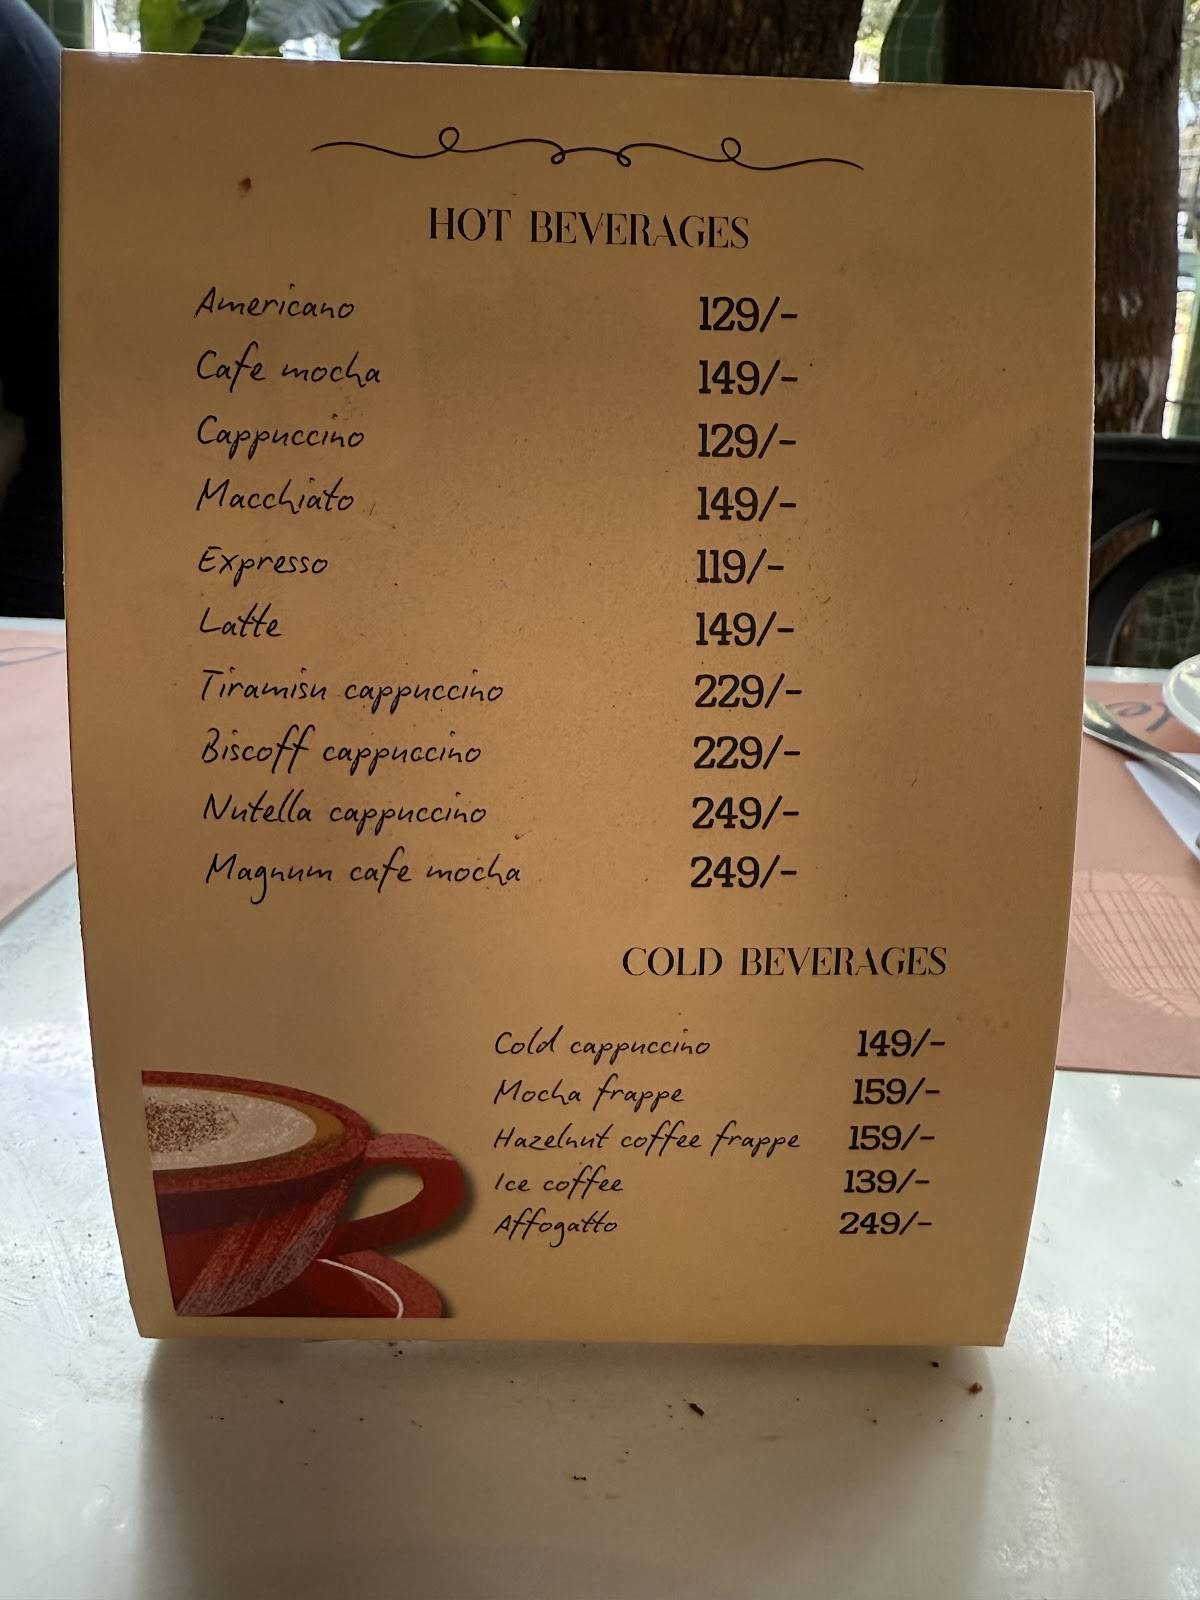 HOT BEVERAGES
Americano 129/-
Cafe mocha 149/-
Cappuccino 129/-
Macchiato 149/-
Expresso 119/-
Latte 149/-
Tiramisu cappuccino 229/-
Biscoff cappuccino 229/-
Nutella cappuccino 249/-
Magnum cafe mocha 249/-
COLD BEVERAGES
Cold cappuccino 149/-
Mocha frappe 159/-
Hazelnut coffee frappe 159/-
Ice coffee 139/-
Affogatto 249/-